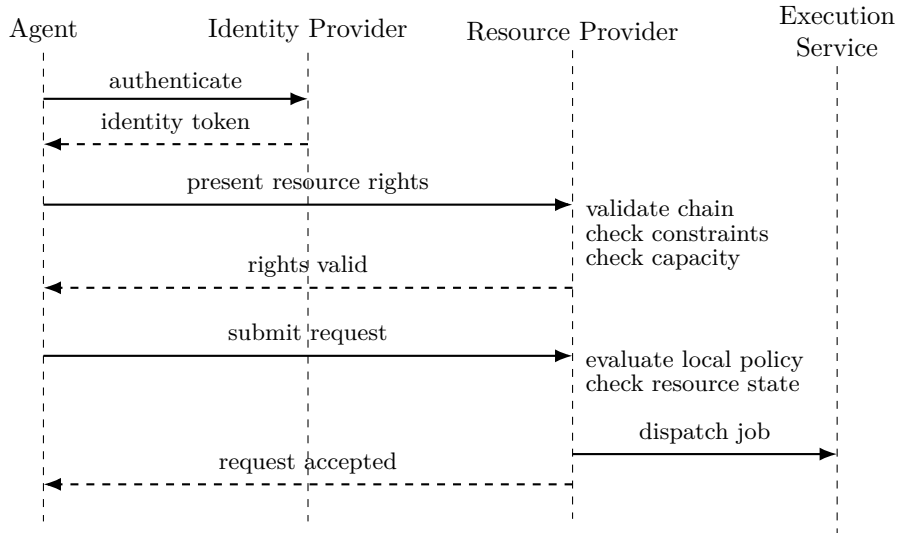 Agent
Identity Provider
Resource Provider
Execution
Service
authenticate
identity token
present resource rights
validate chain
check constraints
check capacity
rights valid
submit request
evaluate local policy
check resource state
dispatch job
request accepted